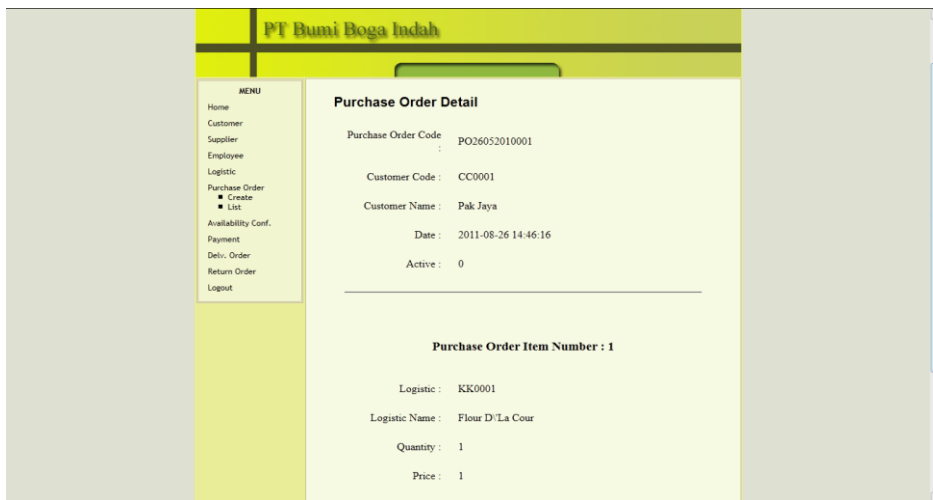 PT Bumi Boga Indah
MENU
Home
Customer
Supplier
Employee
Logistic
Purchase Order
Create
List
Availability Conf.
Payment
Delv. Order
Return Order
Logout
Purchase Order Detail
Purchase Order Code
: PO26052010001
Customer Code : CC0001
Customer Name : Pak Jaya
Date : 2011-08-26 14:46:16
Active : 0
Purchase Order Item Number : 1
Logistic : KK0001
Logistic Name : Flour D\'La Cour
Quantity : 1
Price : 1